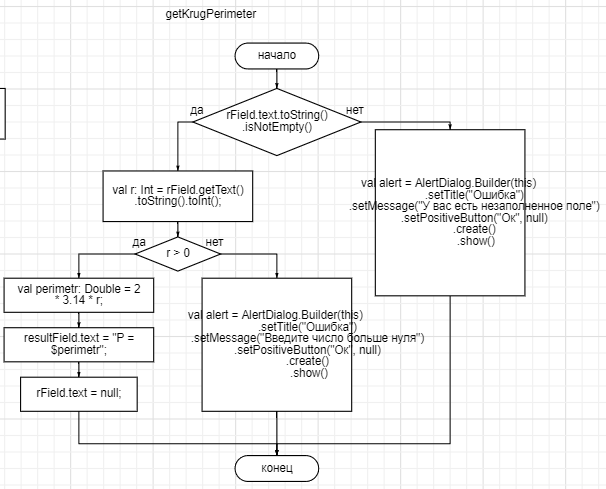 getKrugPerimeter
начало
да
нет
rField.text.toString()
.isNotEmpty()
val alert = AlertDialog.Builder(this)
.setTitle("Ошибка")
.setMessage("У вас есть незаполненное поле")
.setPositiveButton("Ок", null)
.create()
.show()
val r: Int = rField.getText()
.toString().toInt();
да
нет
r > 0
val perimetr: Double = 2
* 3.14 * r;
val alert = AlertDialog.Builder(this)
.setTitle("Ошибка")
.setMessage("Введите число больше нуля")
.setPositiveButton("Ок", null)
.create()
.show()
resultField.text = "P =
$perimetr";
rField.text = null;
конец